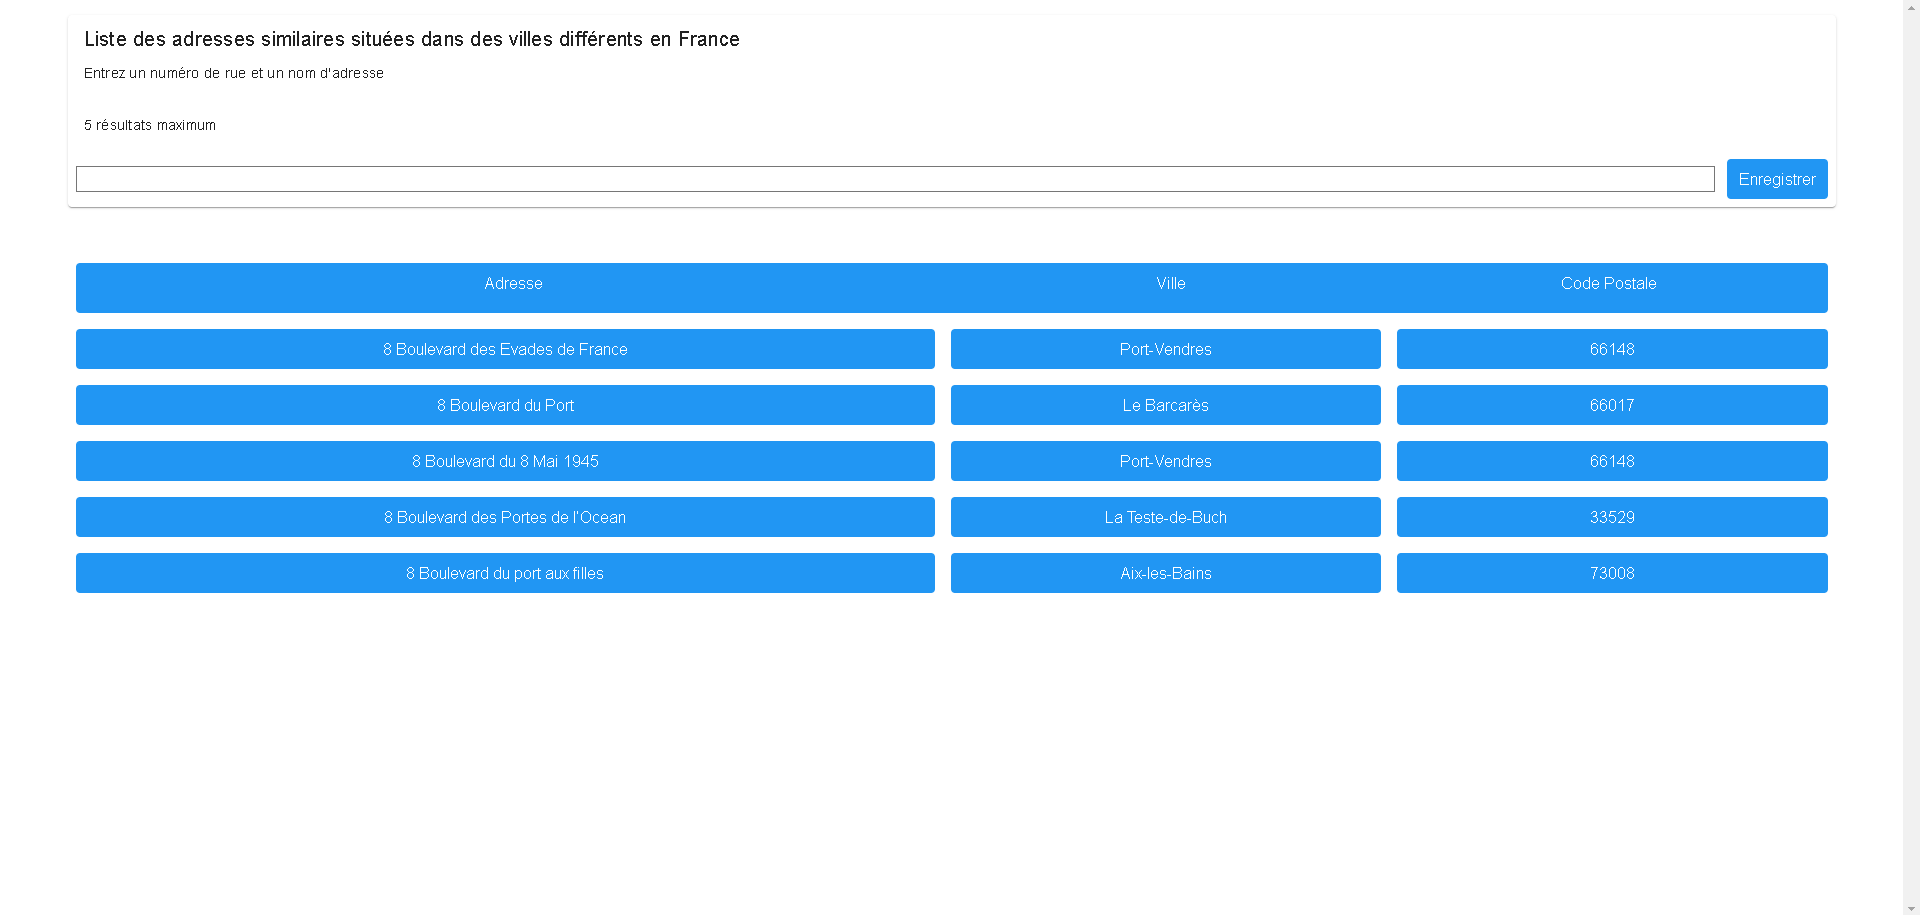 Liste des adresses similaires situées dans des villes différents en France
Entrez un numéro de rue et un nom d'adresse
5 résultats maximum
Enregistrer
Adresse Ville Code Postale
8 Boulevard des Evades de France Port-Vendres 66148
8 Boulevard du Port Le Barcarès 66017
8 Boulevard du 8 Mai 1945 Port-Vendres 66148
8 Boulevard des Portes de l'Ocean La Teste-de-Buch 33529
8 Boulevard du port aux filles Aix-les-Bains 73008